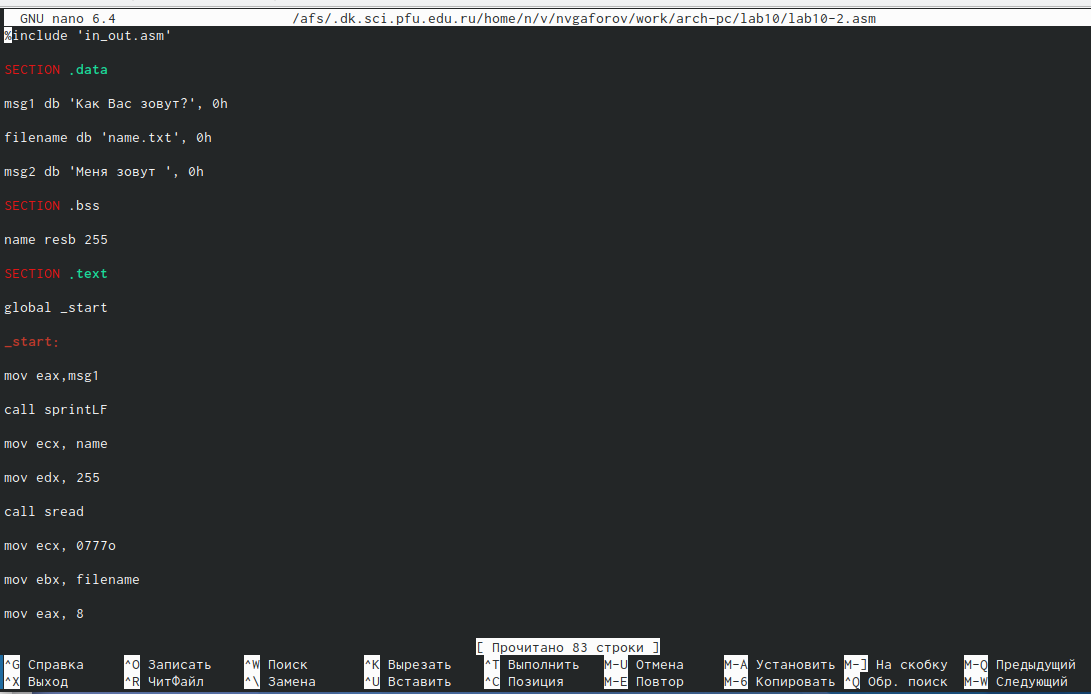 GNU nano 6.4 /afs/.dk.sci.pfu.edu.ru/home/n/v/nvgaforov/work/arch-pc/lab10/lab10-2.asm
%include 'in_out.asm'
SECTION .data
msg1 db 'Как Вас зовут?', 0h
filename db 'name.txt', 0h
msg2 db 'Меня зовут ', 0h
SECTION .bss
name resb 255
SECTION .text
global _start
_start:
mov eax,msg1
call sprintLF
mov ecx, name
mov edx, 255
call sread
mov ecx, 0777o
mov ebx, filename
mov eax, 8
[ Прочитано 83 строки ]
^G Справка ^O Записать ^W Поиск ^K Вырезать ^T Выполнить M-U Отмена M-A Установить M-] На скобку M-Q Предыдущий
^X Выход ^R ЧитФайл ^\ Замена ^U Вставить ^C Позиция M-E Повтор M-6 Копировать ^Q Обр. поиск M-W Следующий